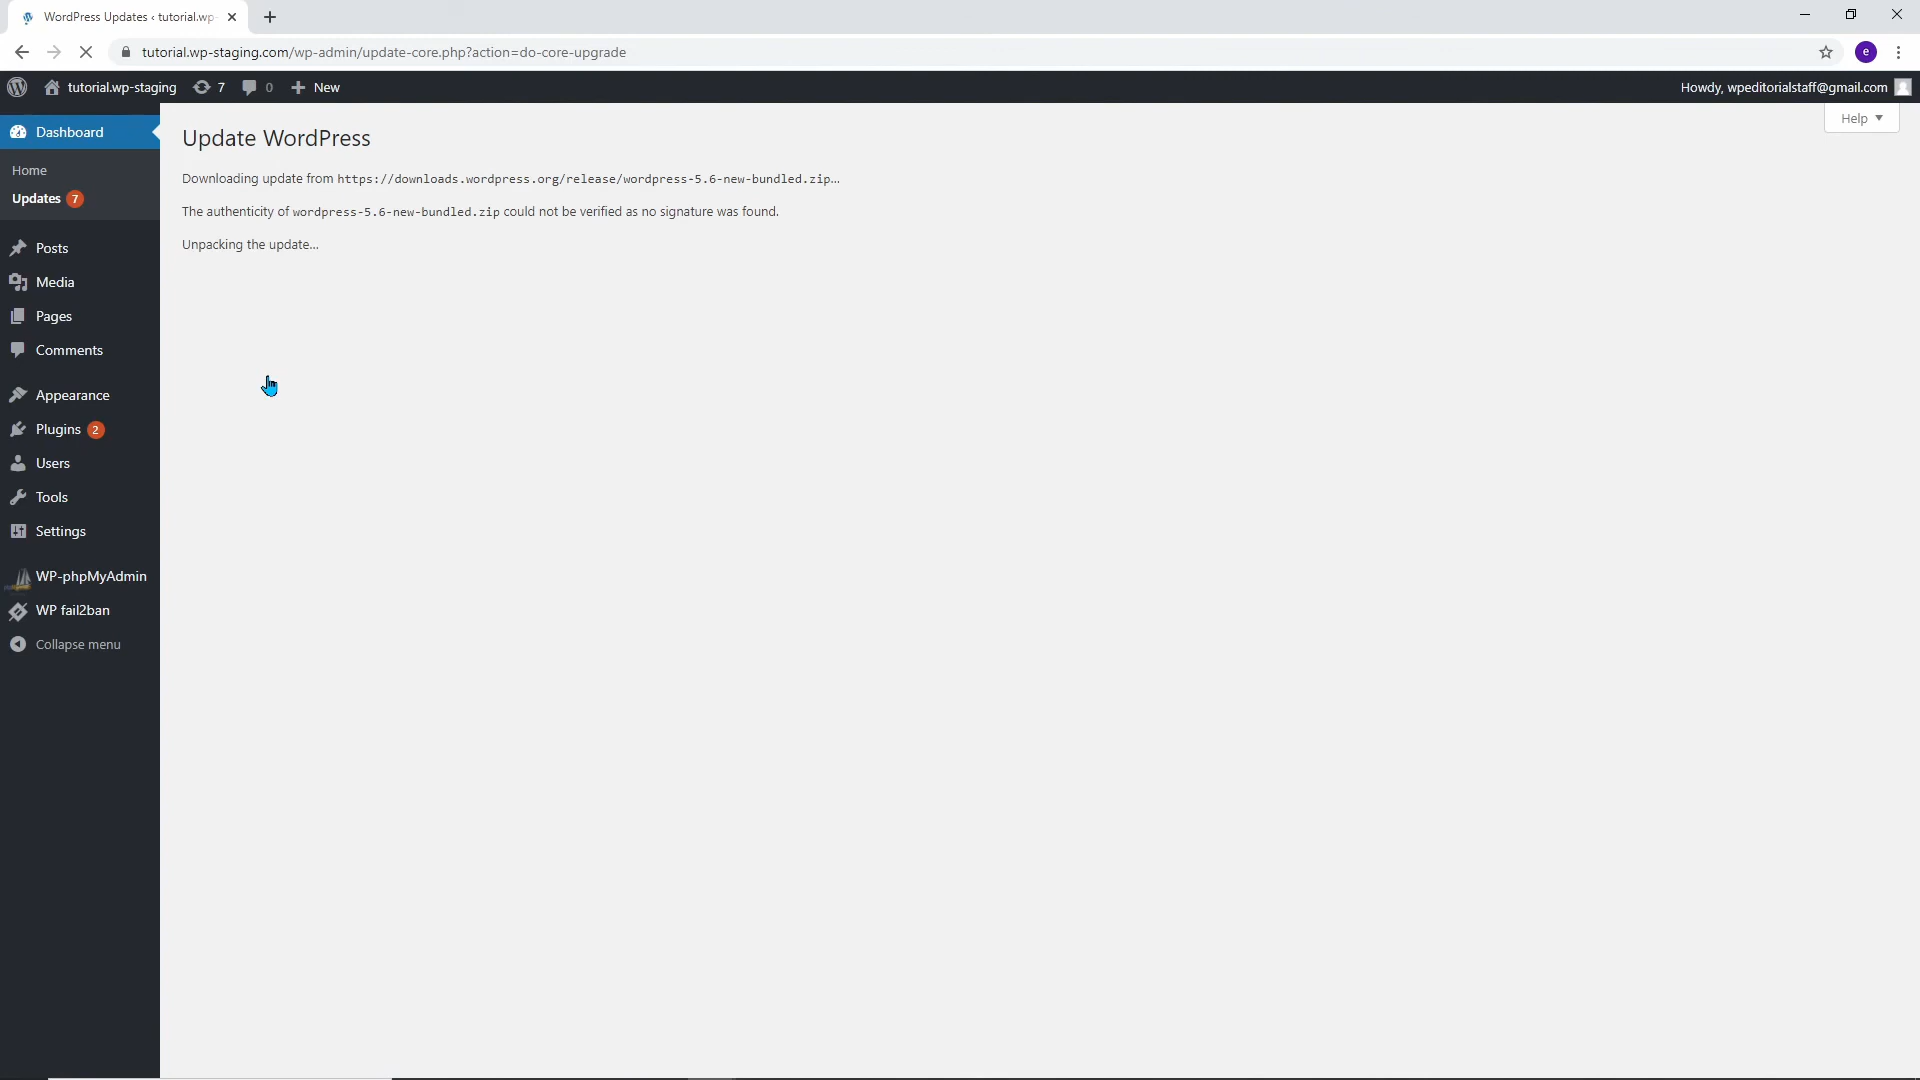 WordPress Updates ‹ tutorial.wp-
tutorial.wp-staging.com/wp-admin/update-core.php?action=do-core-upgrade
e
tutorial.wp-staging
7
0
New
Howdy, wpeditorialstaff@gmail.com
Help
Dashboard
Home
Updates 7
Posts
Media
Pages
Comments
Appearance
Plugins 2
Users
Tools
Settings
WP-phpMyAdmin
WP fail2ban
Collapse menu
Update WordPress
Downloading update from https://downloads.wordpress.org/release/wordpress-5.6-new-bundled.zip…
The authenticity of wordpress-5.6-new-bundled.zip could not be verified as no signature was found.
Unpacking the update…